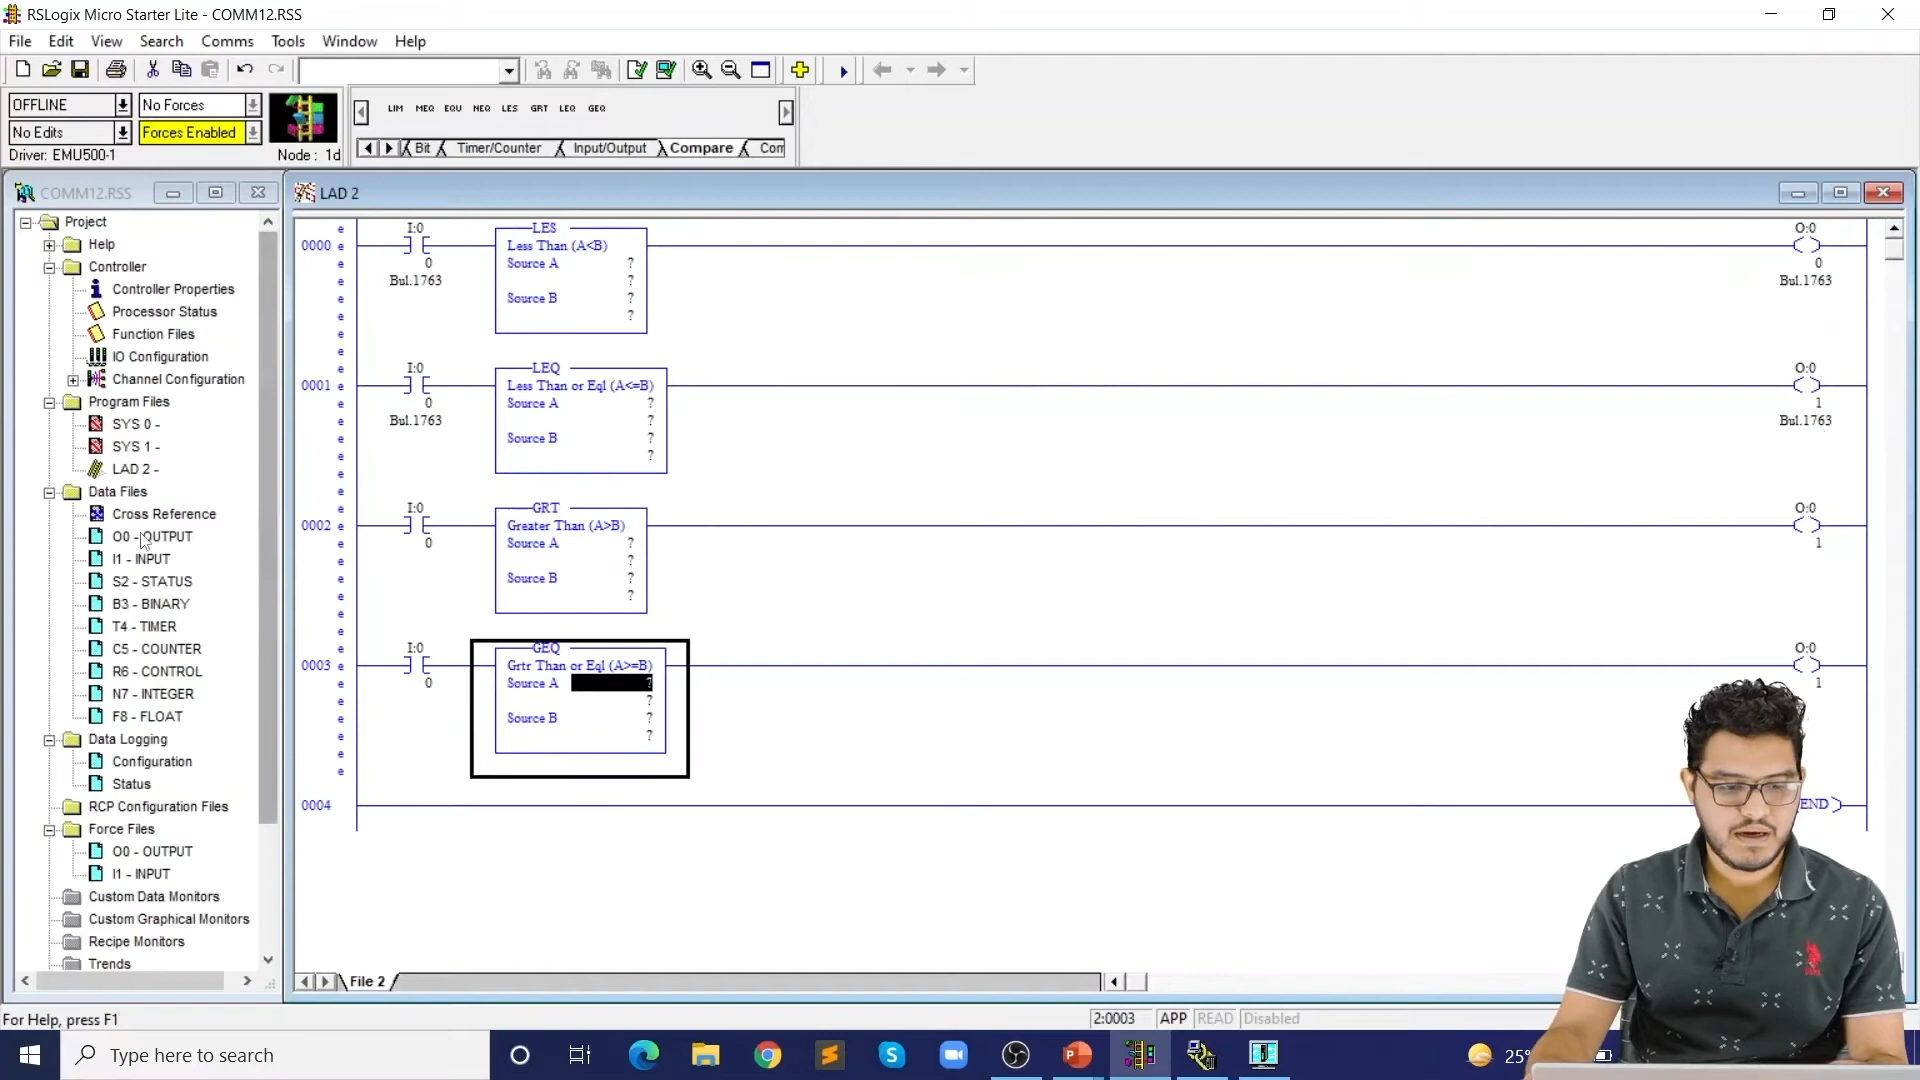 RSLogix Micro Starter Lite - COMM12.RSS
File Edit View Search Comms Tools Window Help
OFFLINE No Forces
No Edits Forces Enabled
Driver: EMU500-1 Node : 1d
LIM MEQ EQU NEQ LES GRT LEQ GEQ
Bit Timer/Counter Input/Output Compare Com
COMM12.RSS
Project
Help
Controller
Controller Properties
Processor Status
Function Files
IO Configuration
Channel Configuration
Program Files
SYS 0 -
SYS 1 -
LAD 2 -
Data Files
Cross Reference
O0 - OUTPUT
I1 - INPUT
S2 - STATUS
B3 - BINARY
T4 - TIMER
C5 - COUNTER
R6 - CONTROL
N7 - INTEGER
F8 - FLOAT
Data Logging
Configuration
Status
RCP Configuration Files
Force Files
O0 - OUTPUT
I1 - INPUT
Custom Data Monitors
Custom Graphical Monitors
Recipe Monitors
Trends
LAD 2
e I:0 LES O:0
0000 e Less Than (A<B)
e 0 Source A ? 0
e Bul.1763 ? Bul.1763
e Source B ?
e ?
e
e
e I:0 LEQ O:0
0001 e Less Than or Eql (A<=B)
e 0 Source A ? 1
e Bul.1763 ? Bul.1763
e Source B ?
e ?
e
e
e I:0 GRT O:0
0002 e Greater Than (A>B)
e 0 Source A ? 1
e ?
e Source B ?
e ?
e
e
e I:0 GEQ O:0
0003 e Grtr Than or Eql (A>=B)
e 0 Source A ? 1
e ?
e Source B ?
e ?
e
e
0004 END
File 2
For Help, press F1
2:0003 APP READ Disabled
Type here to search
25°